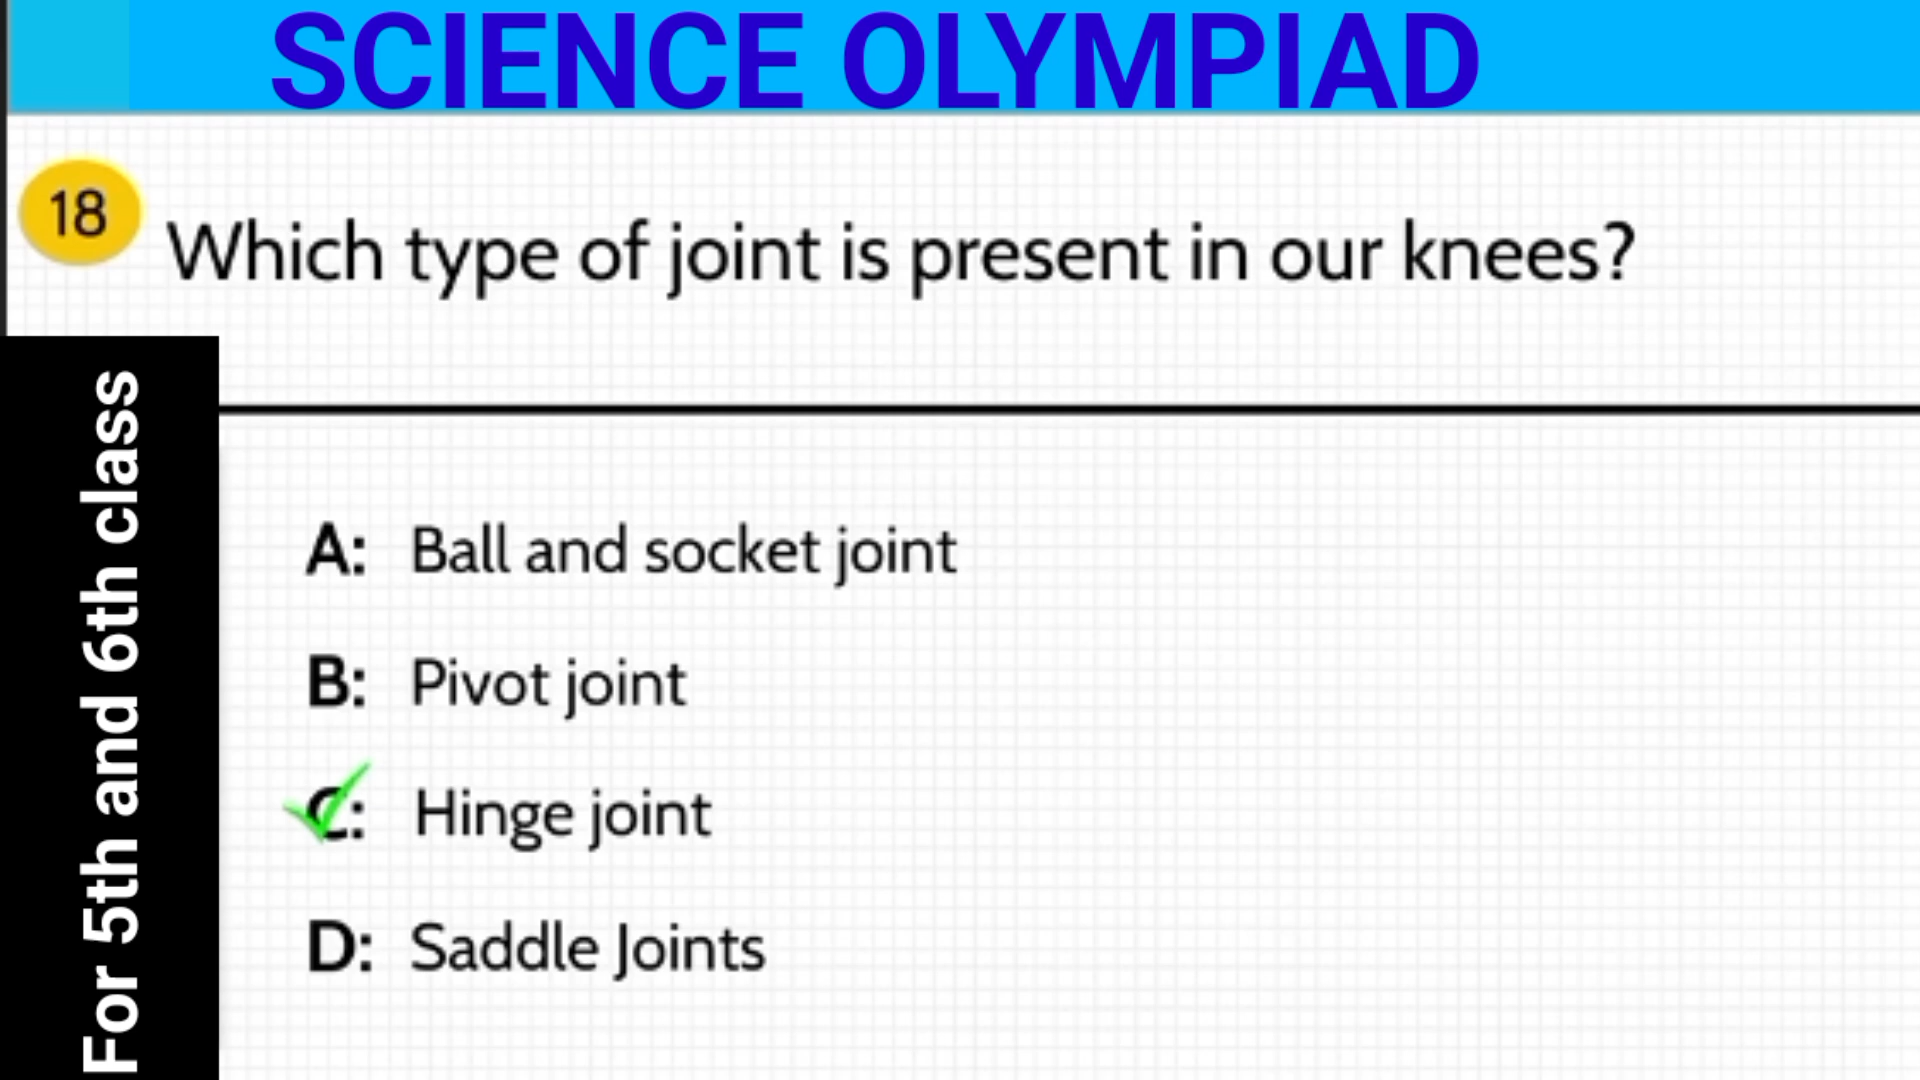 SCIENCE OLYMPIAD
18
Which type of joint is present in our knees?
For 5th and 6th class
A: Ball and socket joint
B: Pivot joint
C: Hinge joint
D: Saddle Joints